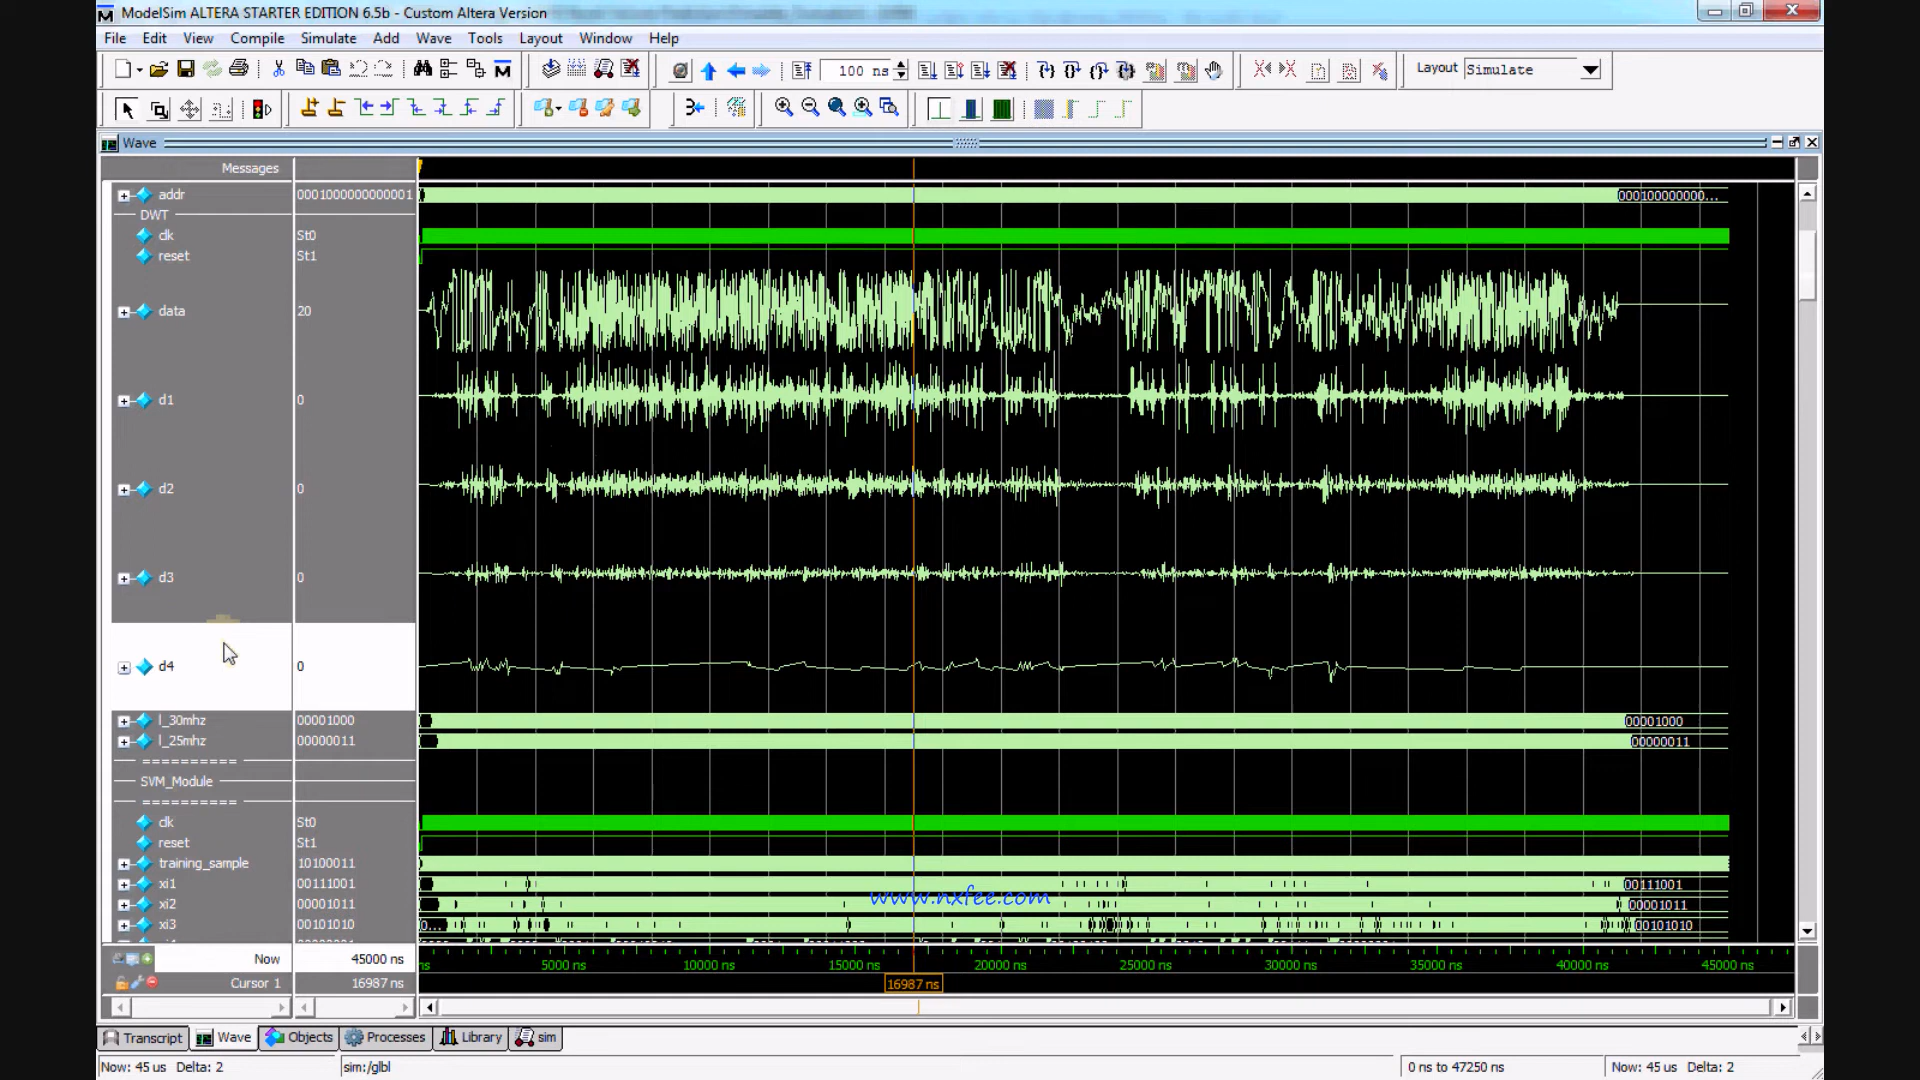 ModelSim ALTERA STARTER EDITION 6.5b - Custom Altera Version
File Edit View Compile Simulate Add Wave Tools Layout Window Help
100 ns
Layout Simulate
Wave
Messages
addr 0001000000000001 000100000000...
DWT
clk St0
reset St1
data 20
d1 0
d2 0
d3 0
d4 0
l_30mhz 00001000 00001000
l_25mhz 00000011 00000011
==========
SVM_Module
==========
clk St0
reset St1
training_sample 10100011
xi1 00111001 00111001
www.nxfee.com
xi2 00001011 00001011
xi3 00101010 0... 00101010
Now 45000 ns
ns 5000 ns 10000 ns 15000 ns 20000 ns 25000 ns 30000 ns 35000 ns 40000 ns 45000 ns
Cursor 1 16987 ns 16987 ns
Transcript Wave Objects Processes Library sim
Now: 45 us Delta: 2 sim:/glbl 0 ns to 47250 ns Now: 45 us Delta: 2